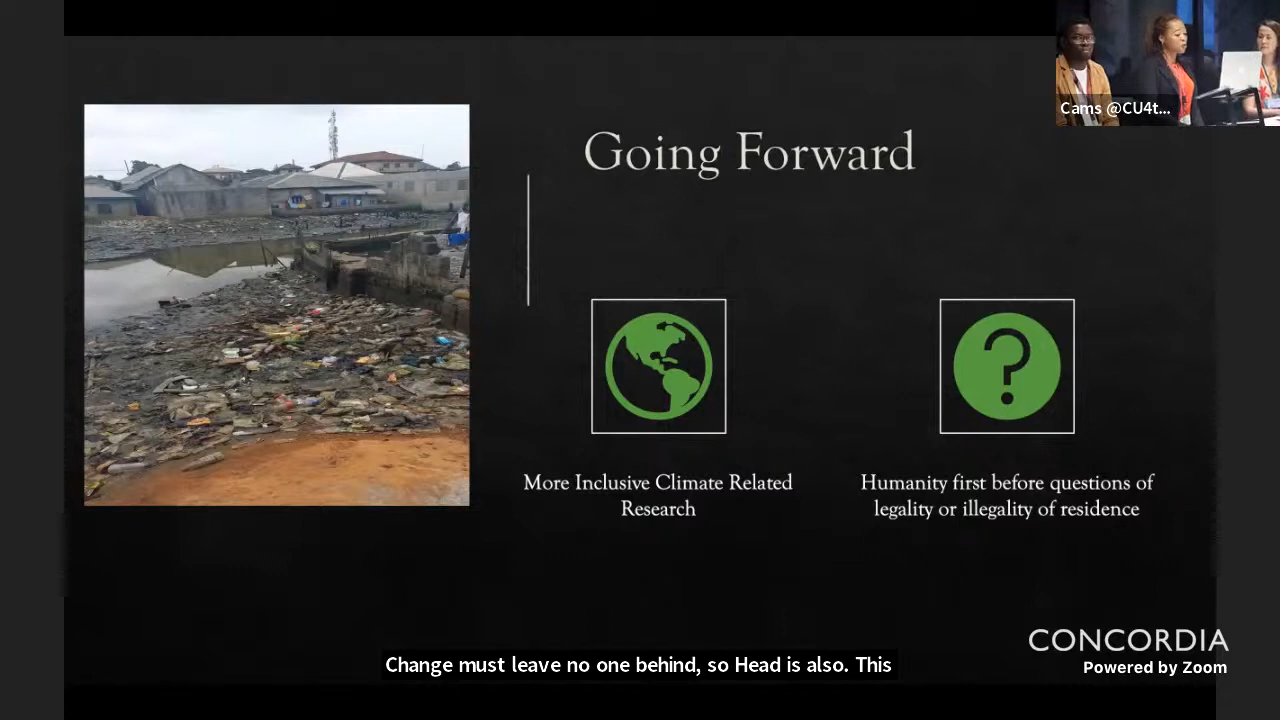 Cams @CU4t...
Going Forward
More Inclusive Climate Related
Research
Humanity first before questions of
legality or illegality of residence
Change must leave no one behind, so Head is also. This
CONCORDIA
Powered by Zoom